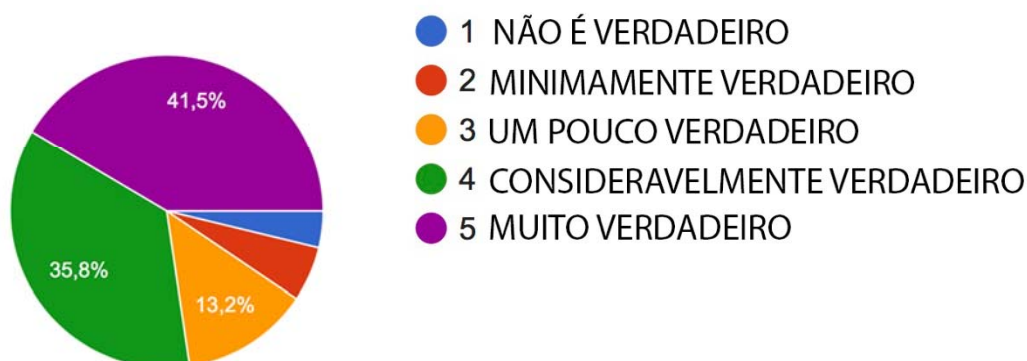 1 NÃO É VERDADEIRO
2 MINIMAMENTE VERDADEIRO
3 UM POUCO VERDADEIRO
4 CONSIDERAVELMENTE VERDADEIRO
5 MUITO VERDADEIRO
41,5%
35,8%
13,2%